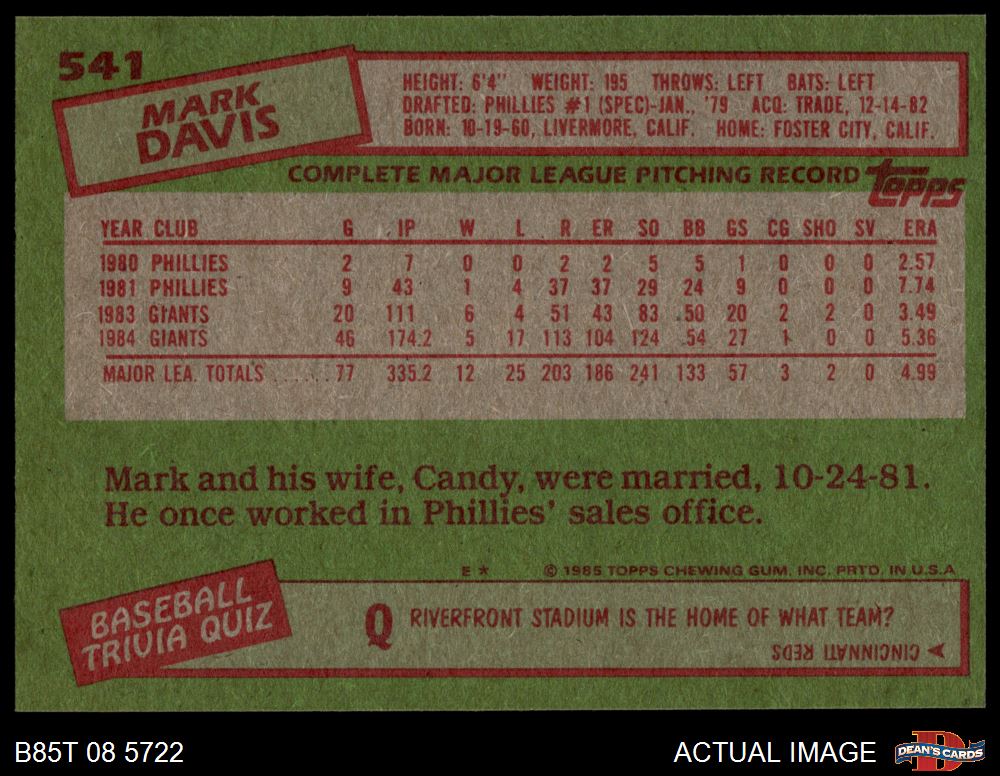 541
MARK
DAVIS
HEIGHT: 6'4" WEIGHT: 195 THROWS: LEFT BATS: LEFT
DRAFTED: PHILLIES #1 (SPEC)-JAN., '79 ACQ: TRADE, 12-14-82
BORN: 10-19-60, LIVERMORE, CALIF. HOME: FOSTER CITY, CALIF.
COMPLETE MAJOR LEAGUE PITCHING RECORD topps
YEAR CLUB G IP W L R ER SO BB GS CG SHO SV ERA
1980 PHILLIES 2 7 0 0 2 2 5 5 1 0 0 0 2.57
1981 PHILLIES 9 43 1 4 37 37 29 24 9 0 0 0 7.74
1983 GIANTS 20 111 6 4 51 43 83 50 20 2 2 0 3.49
1984 GIANTS 46 174.2 5 17 113 104 124 54 27 1 0 0 5.36
MAJOR LEA. TOTALS ...... 77 335.2 12 25 203 186 241 133 57 3 2 0 4.99
Mark and his wife, Candy, were married, 10-24-81.
He once worked in Phillies' sales office.
E * © 1985 TOPPS CHEWING GUM, INC. PRTD. IN U.S.A
BASEBALL
TRIVIA QUIZ
Q RIVERFRONT STADIUM IS THE HOME OF WHAT TEAM?
CINCINNATI REDS
B85T 08 5722
ACTUAL IMAGE
D
DEAN'S CARDS